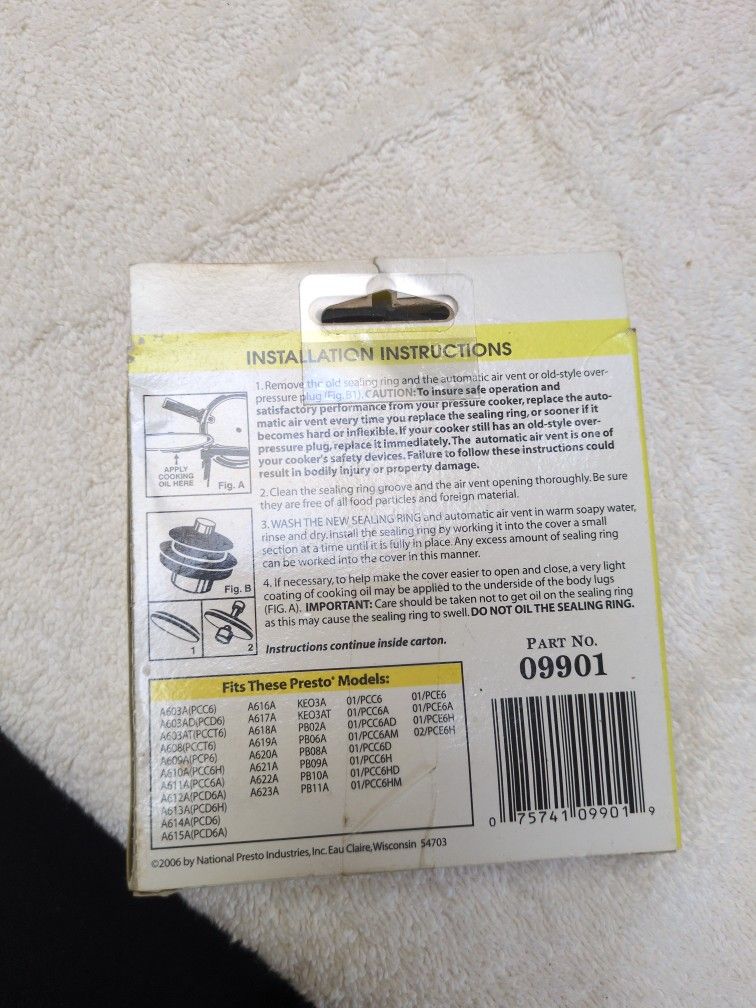 INSTALLATION INSTRUCTIONS
1. Remove the old sealing ring and the automatic air vent or old-style over-
pressure plug (Fig. B1). CAUTION: To insure safe operation and
satisfactory performance from your pressure cooker, replace the auto-
matic air vent every time you replace the sealing ring, or sooner if it
becomes hard or inflexible. If your cooker still has an old-style over-
pressure plug, replace it immediately. The automatic air vent is one of
your cooker's safety devices. Failure to follow these instructions could
result in bodily injury or property damage.
APPLY
COOKING
OIL HERE
Fig. A
2. Clean the sealing ring groove and the air vent opening thoroughly. Be sure
they are free of all food particles and foreign material.
3. WASH THE NEW SEALING RING and automatic air vent in warm soapy water,
rinse and dry. Install the sealing ring by working it into the cover a small
section at a time until it is fully in place. Any excess amount of sealing ring
can be worked into the cover in this manner.
Fig. B
4. If necessary, to help make the cover easier to open and close, a very light
coating of cooking oil may be applied to the underside of the body lugs
(FIG. A). IMPORTANT: Care should be taken not to get oil on the sealing ring
as this may cause the sealing ring to swell. DO NOT OIL THE SEALING RING.
1
2
Instructions continue inside carton.
PART NO.
09901
Fits These Presto® Models:
A603A(PCC6)
A603AD(PCD6)
A603AT(PCCT6)
A608(PCCT6)
A609A(PCP6)
A610A(PCC6H)
A611A(PCC6A)
A612A(PCD6A)
A613A(PCD6H)
A614A(PCD6)
A615A(PCD6A)
A616A
A617A
A618A
A619A
A620A
A621A
A622A
A623A
KEO3A
KEO3AT
PB02A
PB06A
PB08A
PB09A
PB10A
PB11A
01/PCC6
01/PCC6A
01/PCC6AD
01/PCC6AM
01/PCC6D
01/PCC6H
01/PCC6HD
01/PCC6HM
01/PCE6
01/PCE6A
01/PCE6H
02/PCE6H
0 75741 09901 9
©2006 by National Presto Industries, Inc. Eau Claire, Wisconsin 54703